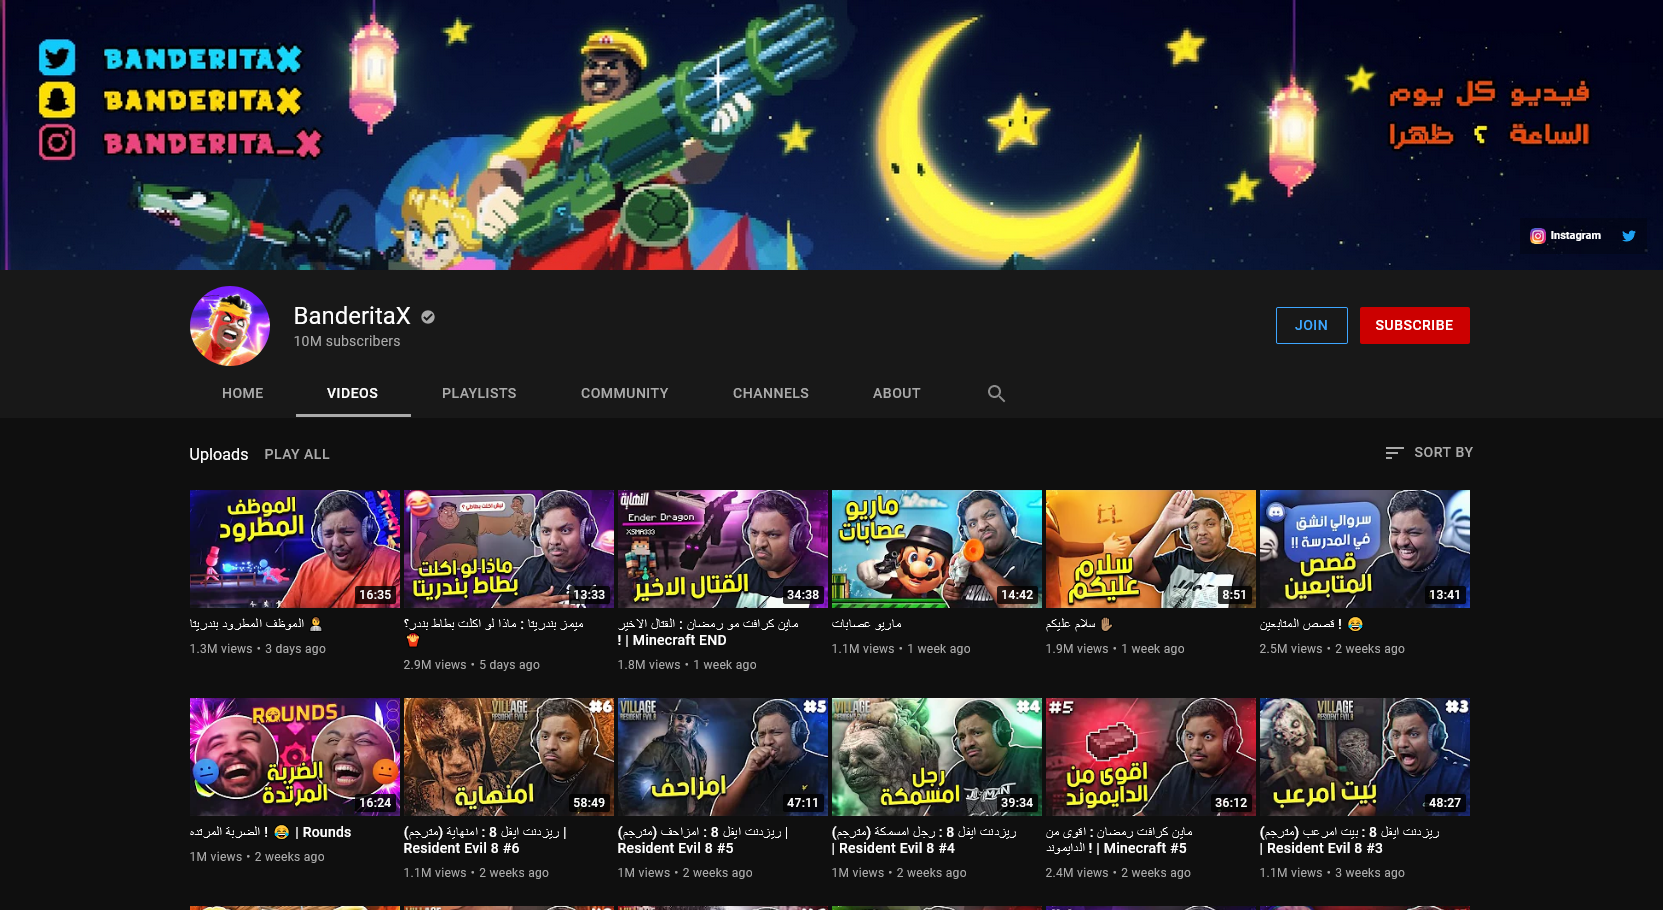 BANDERITAX
BANDERITAX
BANDERITA_X
فيديو كل يوم
الساعة ٢ ظهرا
Instagram
BanderitaX
10M subscribers
JOIN
SUBSCRIBE
HOME
VIDEOS
PLAYLISTS
COMMUNITY
CHANNELS
ABOUT
Uploads
PLAY ALL
SORT BY
الموظف
المطرود
16:35
ليش اكلت بطاطي ؟
ماذا لو اكلت
بطاط بندريتا
13:33
النهاية
Ender Dragon
القتال الاخير
34:38
ماريو
عصابات
14:42
سلام
عليكم
8:51
سروالي انشق
في المدرسة !!
قصص
المتابعين
13:41
الموظف المطرود بندريتا 🤦‍♂️
1.3M views • 3 days ago
ميمز بندريتا : ماذا لو اكلت بطاط بندر؟
🍟
2.9M views • 5 days ago
ماين كرافت مو رمضان : القتال الاخير
! | Minecraft END
1.8M views • 1 week ago
ماريو عصابات
1.1M views • 1 week ago
سلام عليكم ✋🏽
1.9M views • 1 week ago
قصص المتابعين ! 😂
2.5M views • 2 weeks ago
ROUNDS
الضربة
المرتدة
16:24
VILLAGE
RESIDENT EVIL 8
#6
امنهاية
58:49
VILLAGE
RESIDENT EVIL 8
#5
امزاحف
47:11
VILLAGE
RESIDENT EVIL 8
#4
رجل
امسمكة
39:34
#5
اقوى من
الدايموند
36:12
VILLAGE
RESIDENT EVIL 8
#3
بيت امرعب
48:27
الضربة المرتده ! 😂 | Rounds
1M views • 2 weeks ago
ريزدنت ايفل 8 : امنهاية (مترجم) |
Resident Evil 8 #6
1.1M views • 2 weeks ago
ريزدنت ايفل 8 : امزاحف (مترجم) |
Resident Evil 8 #5
1M views • 2 weeks ago
ريزدنت ايفل 8 : رجل امسمكة (مترجم)
| Resident Evil 8 #4
1M views • 2 weeks ago
ماين كرافت رمضان : اقوى من
الدايموند ! | Minecraft #5
2.4M views • 2 weeks ago
ريزدنت ايفل 8 : بيت امرعب (مترجم)
| Resident Evil 8 #3
1.1M views • 3 weeks ago